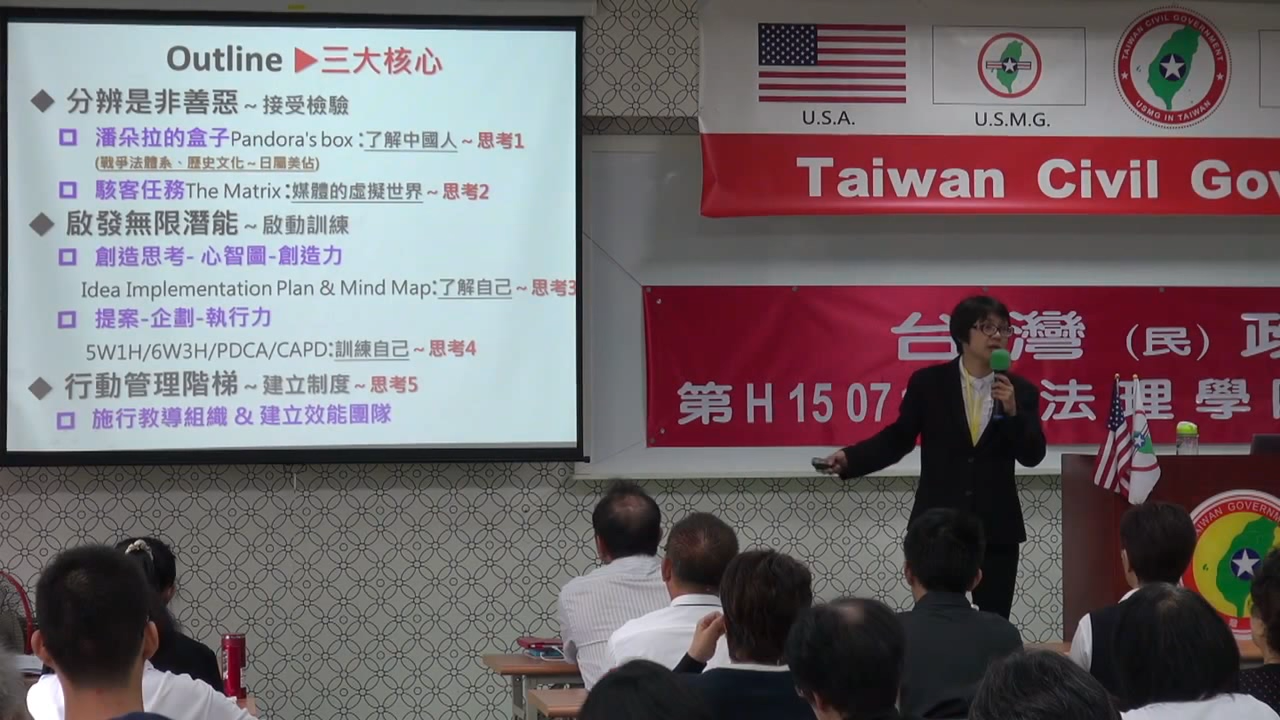 Outline ▶三大核心
◆ 分辨是非善惡 ~ 接受檢驗
潘朵拉的盒子Pandora's box :了解中國人 ~ 思考1
(戰爭法體系、歷史文化 ~ 日屬美佔)
駭客任務The Matrix:媒體的虛擬世界 ~ 思考2
◆ 啟發無限潛能 ~ 啟動訓練
創造思考- 心智圖-創造力
Idea Implementation Plan & Mind Map:了解自己 ~ 思考3
提案-企劃-執行力
5W1H/6W3H/PDCA/CAPD:訓練自己 ~ 思考4
◆ 行動管理階梯 ~ 建立制度 ~ 思考5
施行教導組織 & 建立效能團隊
U.S.A.
U.S.M.G.
TAIWAN CIVIL GOVERNMENT
USMG IN TAIWAN
Taiwan Civil Gov
台灣 (民) 政
第 H 15 07
法 理 學
TAIWAN GOVERNM